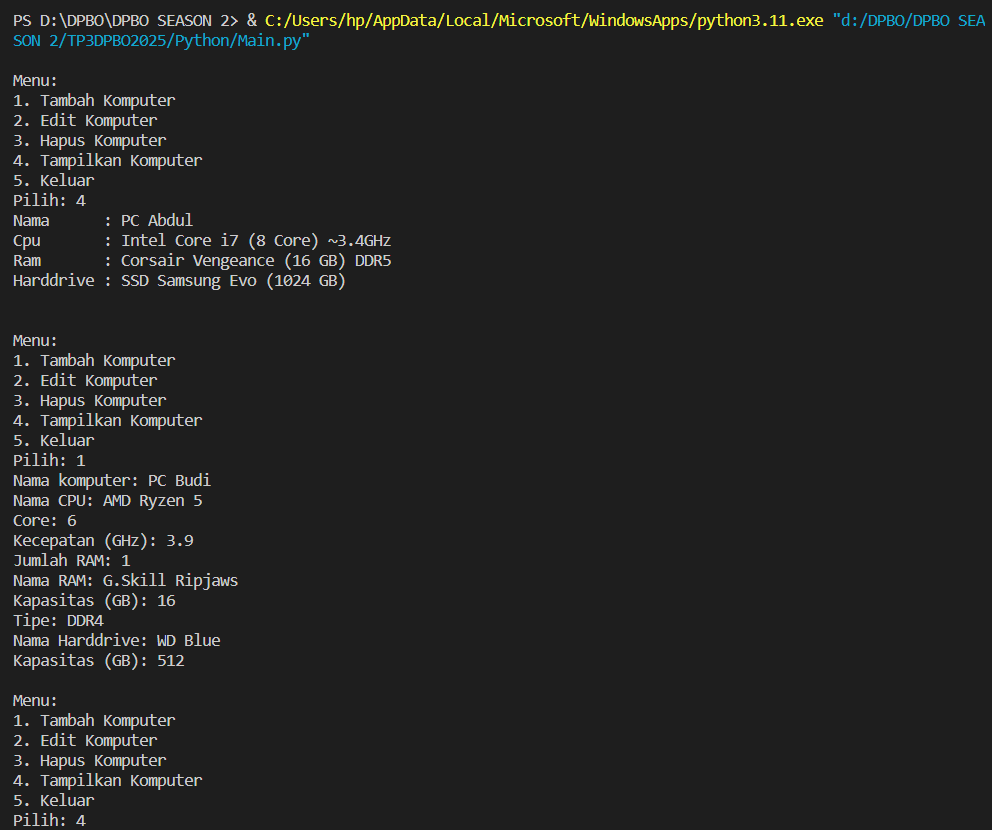 PS D:\DPBO\DPBO SEASON 2> & C:/Users/hp/AppData/Local/Microsoft/WindowsApps/python3.11.exe "d:/DPBO/DPBO SEA
SON 2/TP3DPBO2025/Python/Main.py"
Menu:
1. Tambah Komputer
2. Edit Komputer
3. Hapus Komputer
4. Tampilkan Komputer
5. Keluar
Pilih: 4
Nama      : PC Abdul
Cpu       : Intel Core i7 (8 Core) ~3.4GHz
Ram       : Corsair Vengeance (16 GB) DDR5
Harddrive : SSD Samsung Evo (1024 GB)
Menu:
1. Tambah Komputer
2. Edit Komputer
3. Hapus Komputer
4. Tampilkan Komputer
5. Keluar
Pilih: 1
Nama komputer: PC Budi
Nama CPU: AMD Ryzen 5
Core: 6
Kecepatan (GHz): 3.9
Jumlah RAM: 1
Nama RAM: G.Skill Ripjaws
Kapasitas (GB): 16
Tipe: DDR4
Nama Harddrive: WD Blue
Kapasitas (GB): 512
Menu:
1. Tambah Komputer
2. Edit Komputer
3. Hapus Komputer
4. Tampilkan Komputer
5. Keluar
Pilih: 4